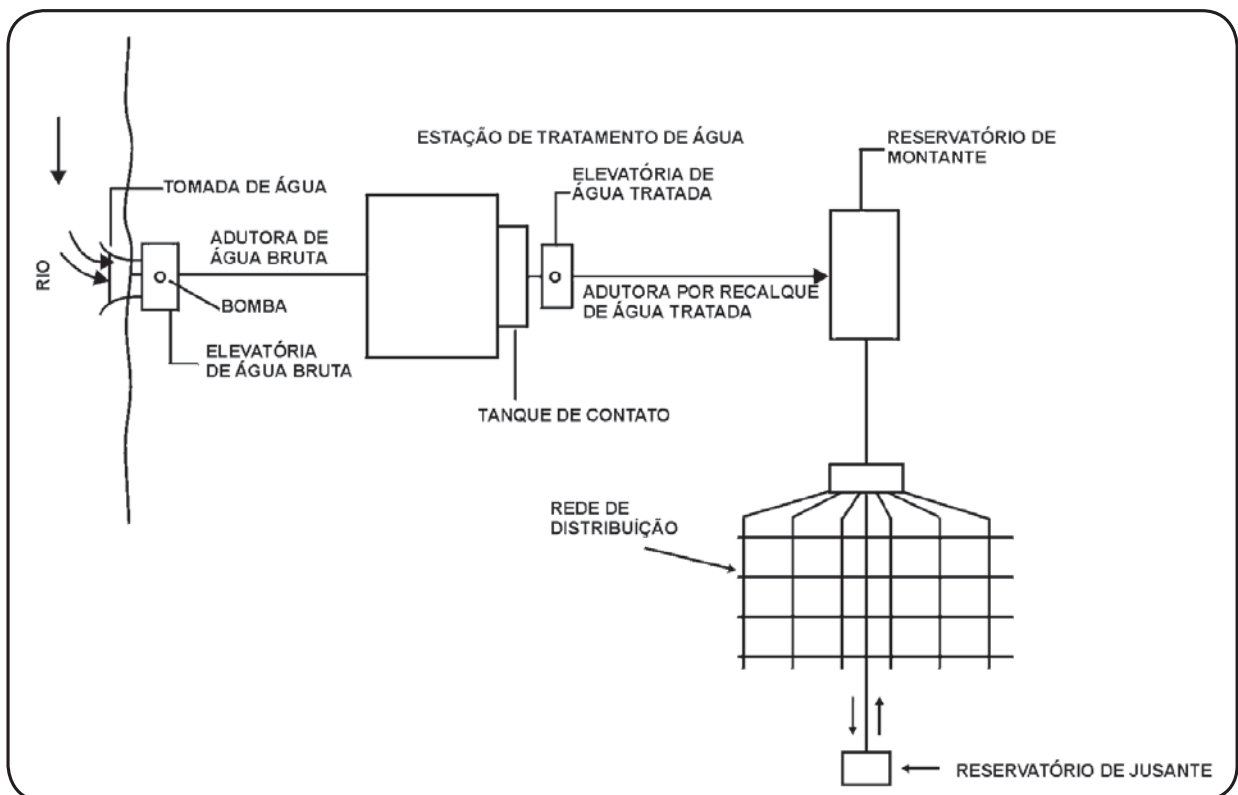 ESTAÇÃO DE TRATAMENTO DE ÁGUA
RESERVATÓRIO DE
MONTANTE
TOMADA DE ÁGUA
ELEVATÓRIA DE
ÁGUA TRATADA
ADUTORA DE
ÁGUA BRUTA
RIO
BOMBA
ADUTORA POR RECALQUE
DE ÁGUA TRATADA
ELEVATÓRIA
DE ÁGUA BRUTA
TANQUE DE CONTATO
REDE DE
DISTRIBUÍÇÃO
RESERVATÓRIO DE JUSANTE